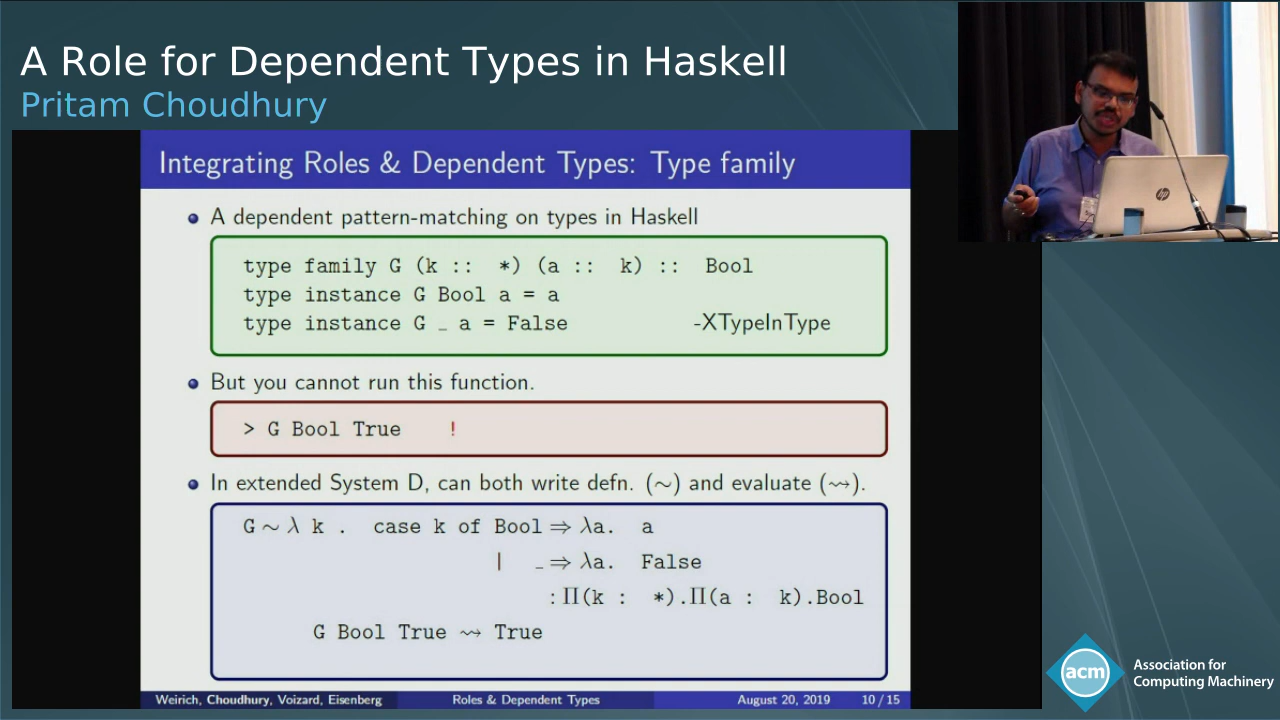 A Role for Dependent Types in Haskell
Pritam Choudhury
Integrating Roles & Dependent Types: Type family
A dependent pattern-matching on types in Haskell
type family G (k :: *) (a :: k) :: Bool
type instance G Bool a = a
type instance G _ a = False -XTypeInType
But you cannot run this function.
> G Bool True !
In extended System D, can both write defn. (∼) and evaluate (⇝).
G ∼ λ k . case k of Bool ⇒ λa. a
| _ ⇒ λa. False
: Π(k : *).Π(a : k).Bool
G Bool True ⇝ True
Weirich, Choudhury, Voizard, Eisenberg Roles & Dependent Types August 20, 2019 10 / 15
hp
acm
Association for
Computing Machinery